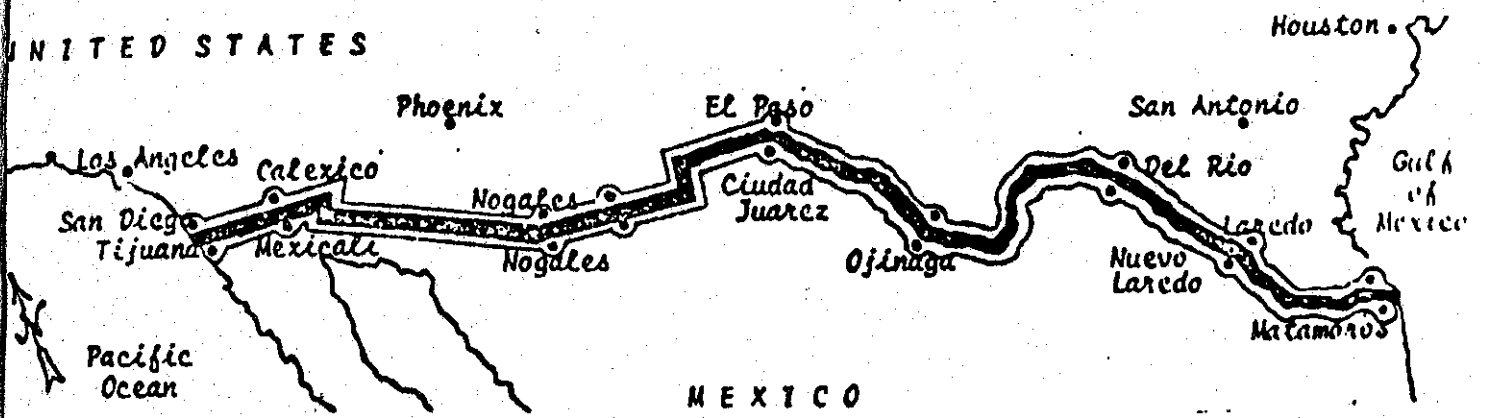 Houston
UNITED STATES
Phoenix
El Paso
San Antonio
Los Angeles
Calexico
Del Rio
Gulf
of
Mexico
Nogales
Ciudad
Juarez
San Diego
Tijuana
Mexicali
Nogales
Ojinaga
Laredo
Nuevo
Laredo
Matamoros
Pacific
Ocean
MEXICO